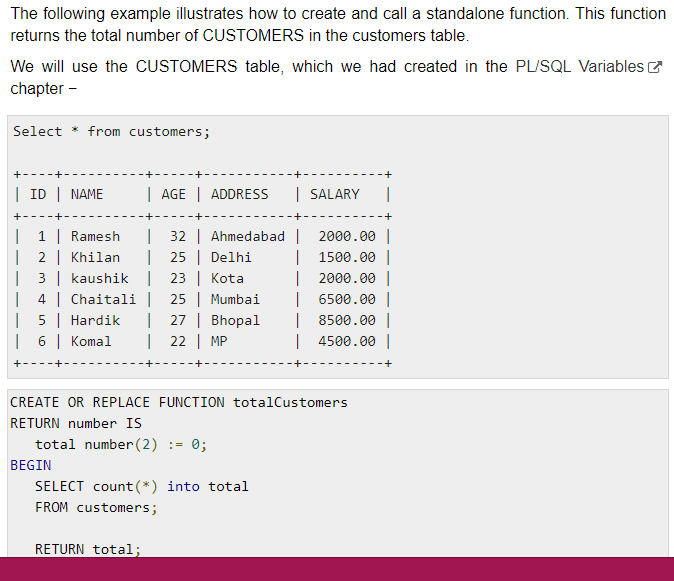 The following example illustrates how to create and call a standalone function. This function
returns the total number of CUSTOMERS in the customers table.
We will use the CUSTOMERS table, which we had created in the PL/SQL Variables
chapter −
Select * from customers;
+----+----------+-----+-----------+----------+
| ID | NAME     | AGE | ADDRESS   | SALARY   |
+----+----------+-----+-----------+----------+
|  1 | Ramesh   |  32 | Ahmedabad |  2000.00 |
|  2 | Khilan   |  25 | Delhi     |  1500.00 |
|  3 | kaushik  |  23 | Kota      |  2000.00 |
|  4 | Chaitali |  25 | Mumbai    |  6500.00 |
|  5 | Hardik   |  27 | Bhopal    |  8500.00 |
|  6 | Komal    |  22 | MP        |  4500.00 |
+----+----------+-----+-----------+----------+
CREATE OR REPLACE FUNCTION totalCustomers
RETURN number IS
   total number(2) := 0;
BEGIN
   SELECT count(*) into total
   FROM customers;
   RETURN total;